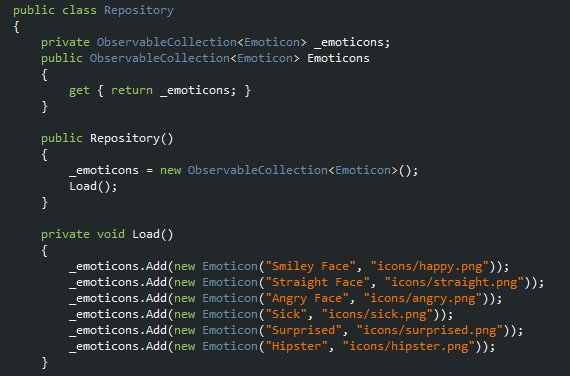 public class Repository
{
    private ObservableCollection<Emoticon> _emoticons;
    public ObservableCollection<Emoticon> Emoticons
    {
        get { return _emoticons; }
    }

    public Repository()
    {
        _emoticons = new ObservableCollection<Emoticon>();
        Load();
    }

    private void Load()
    {
        _emoticons.Add(new Emoticon("Smiley Face", "icons/happy.png"));
        _emoticons.Add(new Emoticon("Straight Face", "icons/straight.png"));
        _emoticons.Add(new Emoticon("Angry Face", "icons/angry.png"));
        _emoticons.Add(new Emoticon("Sick", "icons/sick.png"));
        _emoticons.Add(new Emoticon("Surprised", "icons/surprised.png"));
        _emoticons.Add(new Emoticon("Hipster", "icons/hipster.png"));
    }